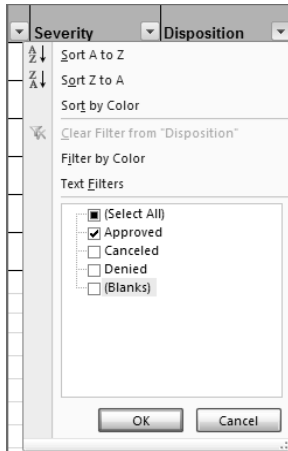 Severity Disposition
Sort A to Z
Sort Z to A
Sort by Color
Clear Filter from "Disposition"
Filter by Color
Text Filters
(Select All)
Approved
Canceled
Denied
(Blanks)
OK Cancel